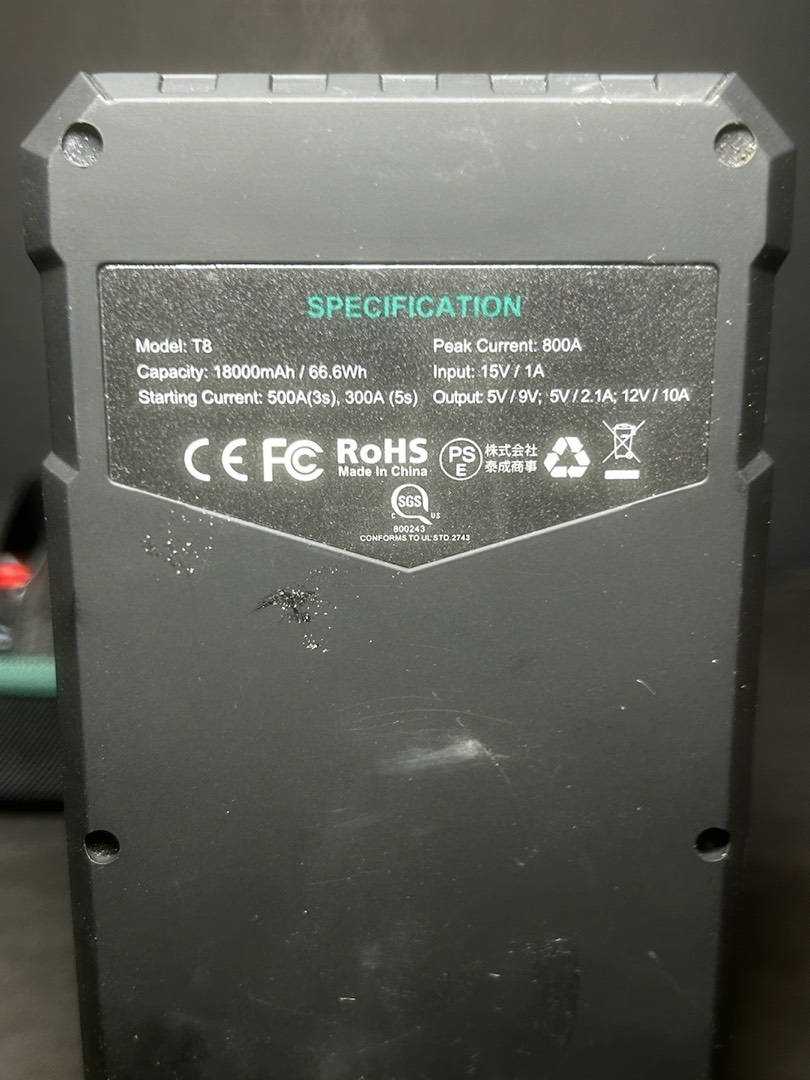 SPECIFICATION
Model: T8
Capacity: 18000mAh / 66.6Wh
Starting Current: 500A(3s), 300A (5s)
Peak Current: 800A
Input: 15V / 1A
Output: 5V / 9V; 5V / 2.1A; 12V / 10A
CE FC RoHS
Made In China
PS
E
株式会社
泰成商事
SGS
C US
800243
CONFORMS TO UL STD.2743